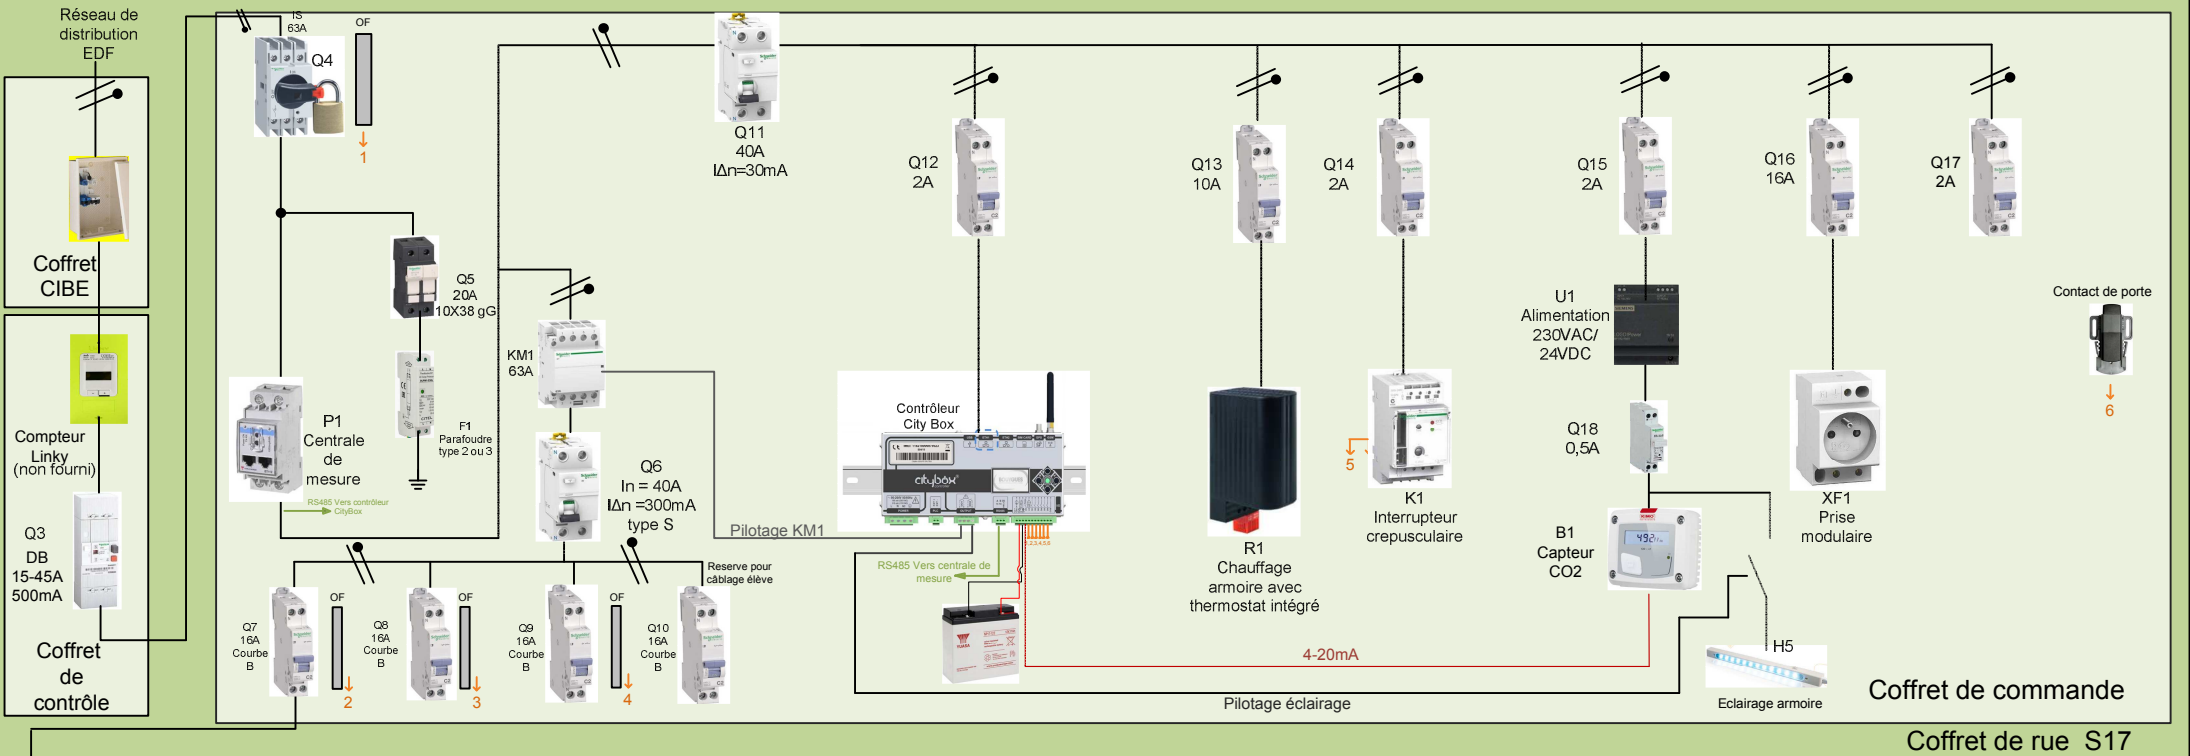 Réseau de
distribution
EDF
Coffret
CIBE
Compteur
Linky
(non fourni)
Q3
DB
15-45A
500mA
Coffret
de
contrôle
IS
63A
Q4
OF
1
Q5
20A
10X38 gG
F1
Parafoudre
type 2 ou 3
P1
Centrale
de
mesure
RS485 Vers contrôleur
CityBox
KM1
63A
Q6
In = 40A
IΔn =300mA
type S
Reserve pour
câblage élève
Q7
16A
Courbe
B
OF
2
Q8
16A
Courbe
B
OF
3
Q9
16A
Courbe
B
OF
4
Q10
16A
Courbe
B
Q11
40A
IΔn=30mA
Pilotage KM1
Q12
2A
Contrôleur
City Box
citybox
RS485 Vers centrale de
mesure
4-20mA
Pilotage éclairage
Q13
10A
R1
Chauffage
armoire avec
thermostat intégré
Q14
2A
5
K1
Interrupteur
crepusculaire
Q15
2A
U1
Alimentation
230VAC/
24VDC
Q18
0,5A
B1
Capteur
CO2
Q16
16A
XF1
Prise
modulaire
Q17
2A
Contact de porte
6
H5
Eclairage armoire
Coffret de commande
Coffret de rue S17